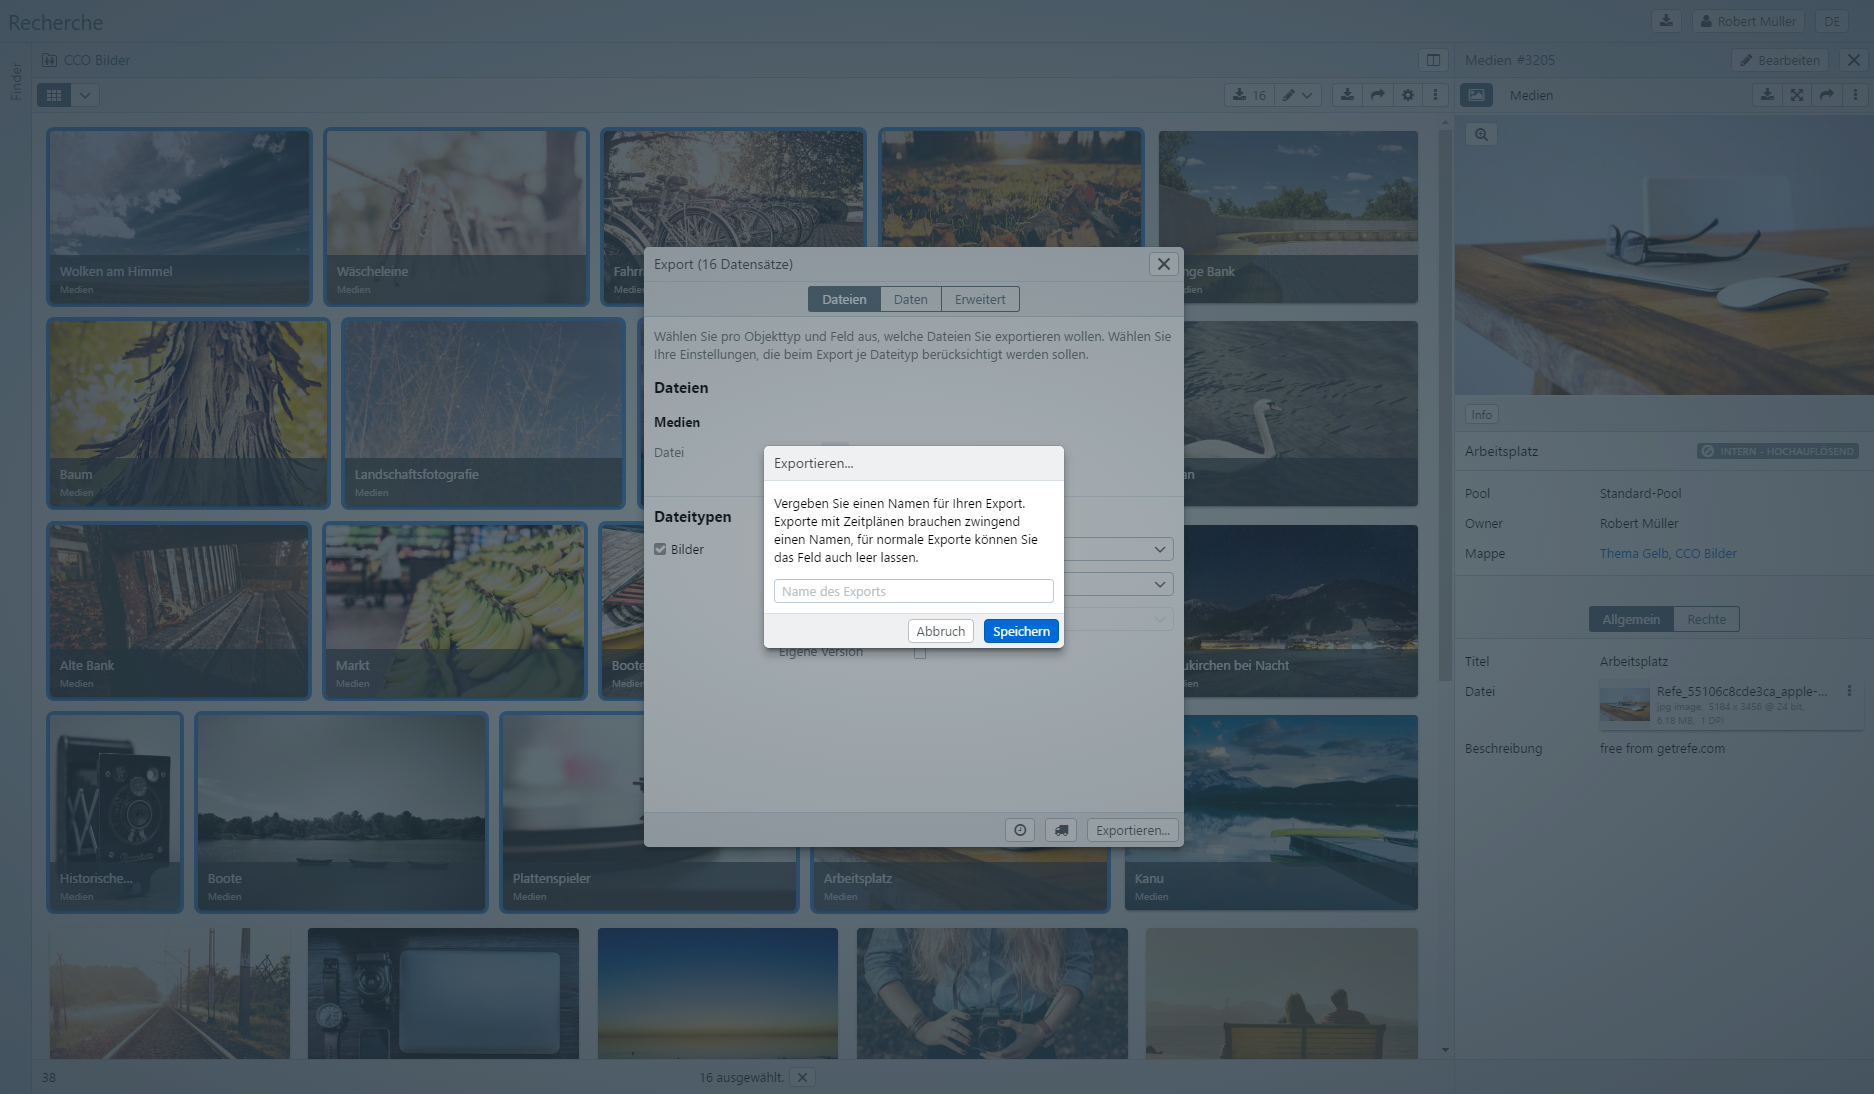 Recherche
Robert Müller
DE
Finder
CCO Bilder
Medien #3205
Bearbeiten
16
Medien
Wolken am Himmel
Medien
Wäscheleine
Medien
Export (16 Datensätze)
Dateien
Daten
Erweitert
Wählen Sie pro Objekttyp und Feld aus, welche Dateien Sie exportieren wollen. Wählen Sie
Ihre Einstellungen, die beim Export je Dateityp berücksichtigt werden sollen.
Dateien
Medien
Datei
Dateitypen
Bilder
Eigene Version
Exportieren...
Exportieren...
Vergeben Sie einen Namen für Ihren Export.
Exporte mit Zeitplänen brauchen zwingend
einen Namen, für normale Exporte können Sie
das Feld auch leer lassen.
Name des Exports
Abbruch
Speichern
Bank
Baum
Medien
Landschaftsfotografie
Medien
Alte Bank
Medien
Markt
Medien
Boote
Medien
ukirchen bei Nacht
Historische...
Medien
Boote
Medien
Plattenspieler
Medien
Arbeitsplatz
Medien
Kanu
Medien
38
16 ausgewählt.
Info
Arbeitsplatz
INTERN - HOCHAUFLÖSEND
Pool
Standard-Pool
Owner
Robert Müller
Mappe
Thema Gelb, CCO Bilder
Allgemein
Rechte
Titel
Arbeitsplatz
Datei
Refe_55106c8cde3ca_apple-...
jpg image, 5184 x 3456 @ 24 bit,
6.18 MB, 1 DPI
Beschreibung
free from getrefe.com